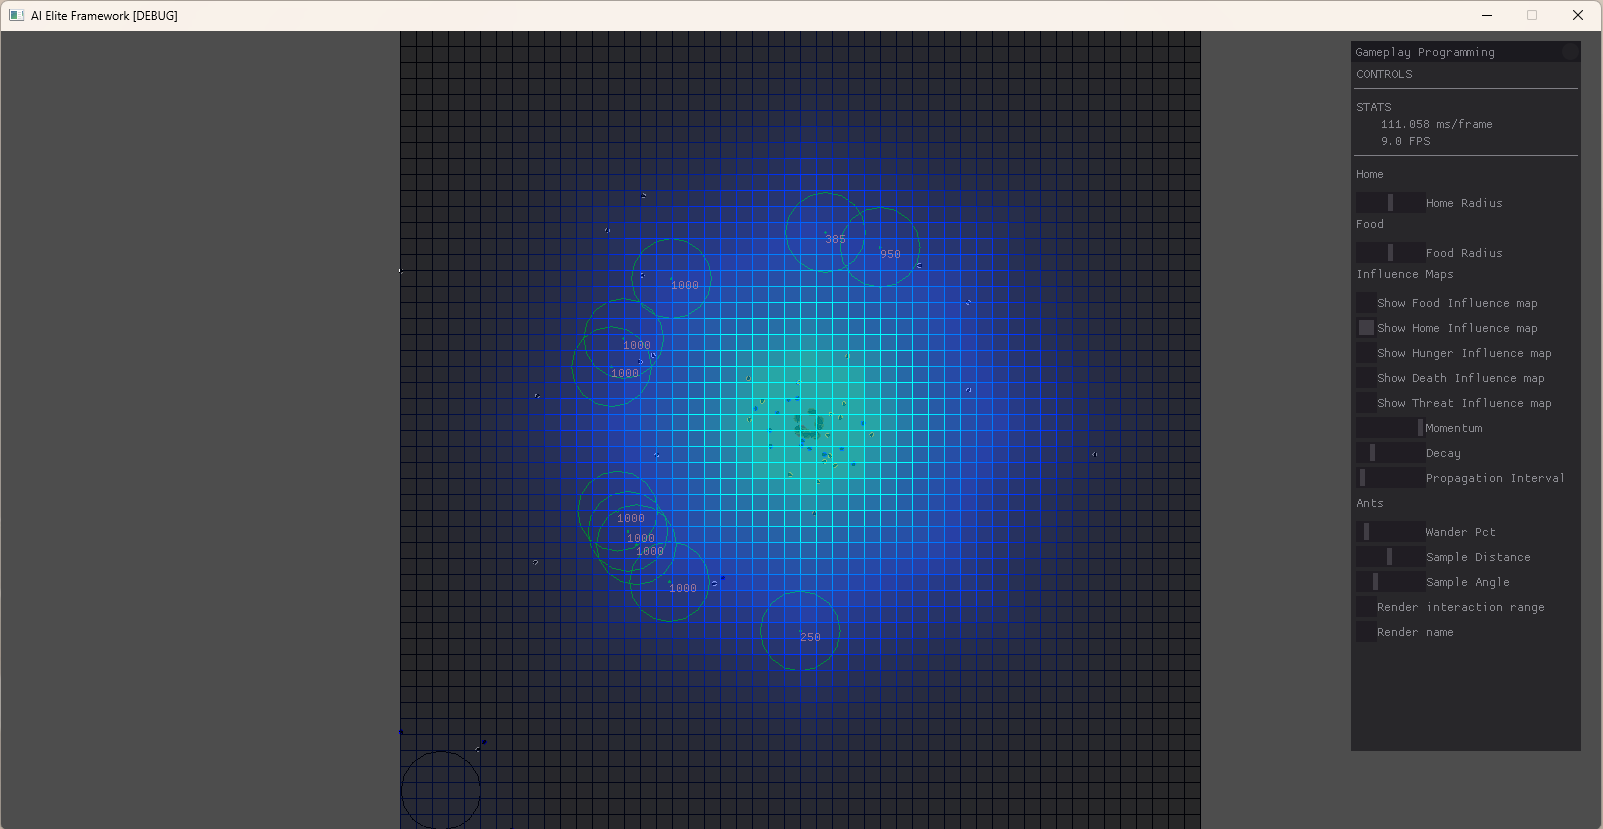 AI Elite Framework [DEBUG]
Gameplay Programming
CONTROLS
STATS
111.058 ms/frame
9.0 FPS
Home
Home Radius
Food
Food Radius
Influence Maps
Show Food Influence map
Show Home Influence map
Show Hunger Influence map
Show Death Influence map
Show Threat Influence map
Momentum
Decay
Propagation Interval
Ants
Wander Pct
Sample Distance
Sample Angle
Render interaction range
Render name
385
950
1000
1000
1000
1000
1000
1000
1000
250